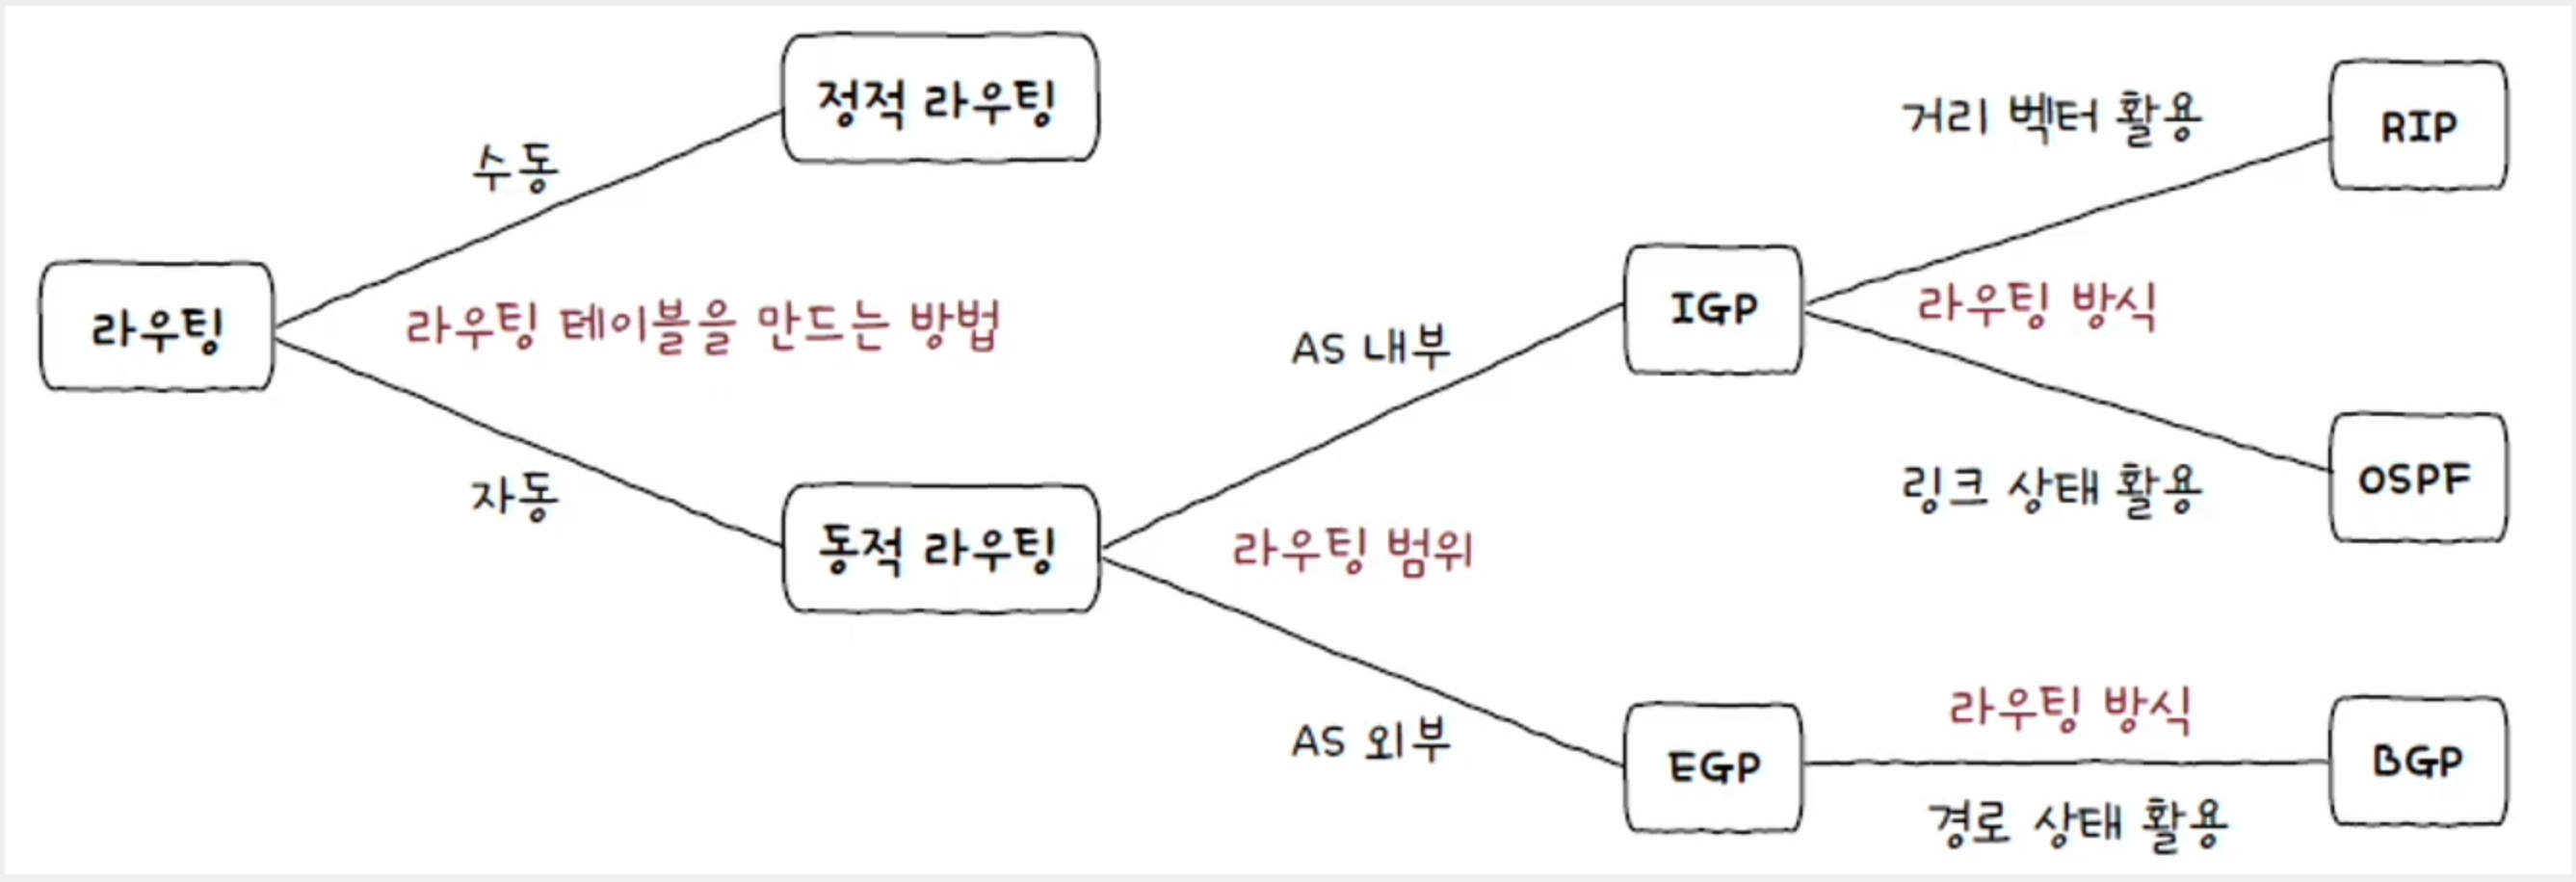 정적 라우팅
수동
라우팅
라우팅 테이블을 만드는 방법
자동
동적 라우팅
AS 내부
라우팅 범위
AS 외부
IGP
거리 벡터 활용
RIP
라우팅 방식
링크 상태 활용
OSPF
EGP
라우팅 방식
경로 상태 활용
BGP